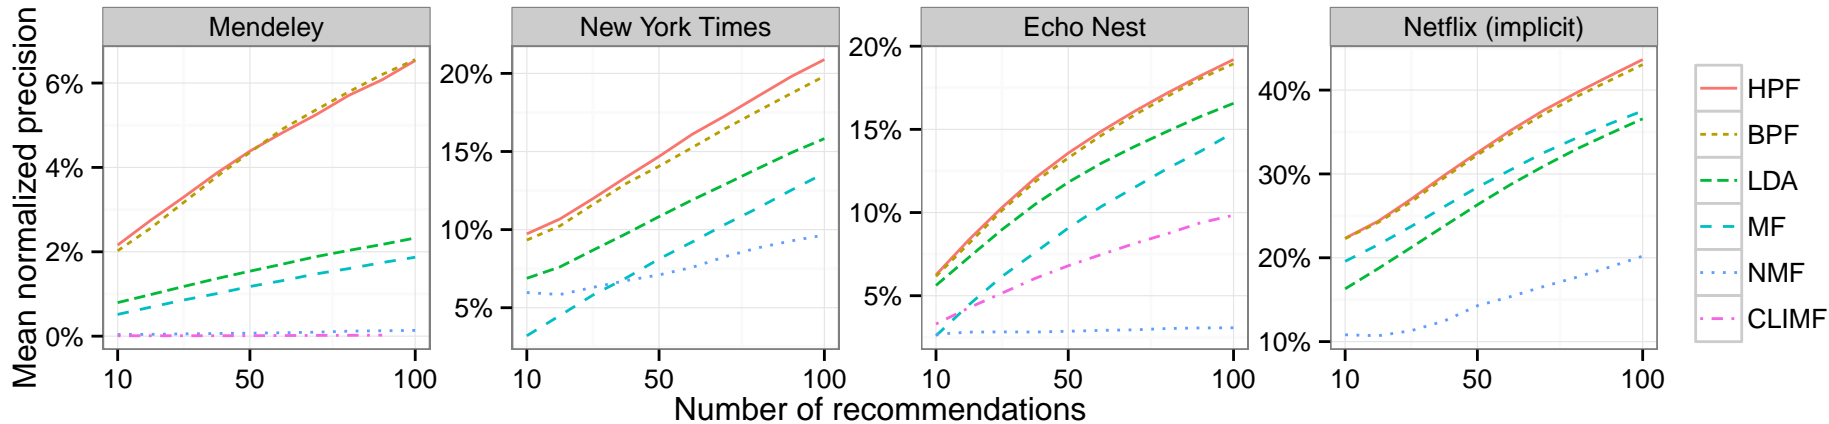 Mean normalized precision
Mendeley
6%
4%
2%
0%
10 50 100
New York Times
20%
15%
10%
5%
10 50 100
Echo Nest
20%
15%
10%
5%
10 50 100
Netflix (implicit)
40%
30%
20%
10%
10 50 100
Number of recommendations
HPF
BPF
LDA
MF
NMF
CLIMF